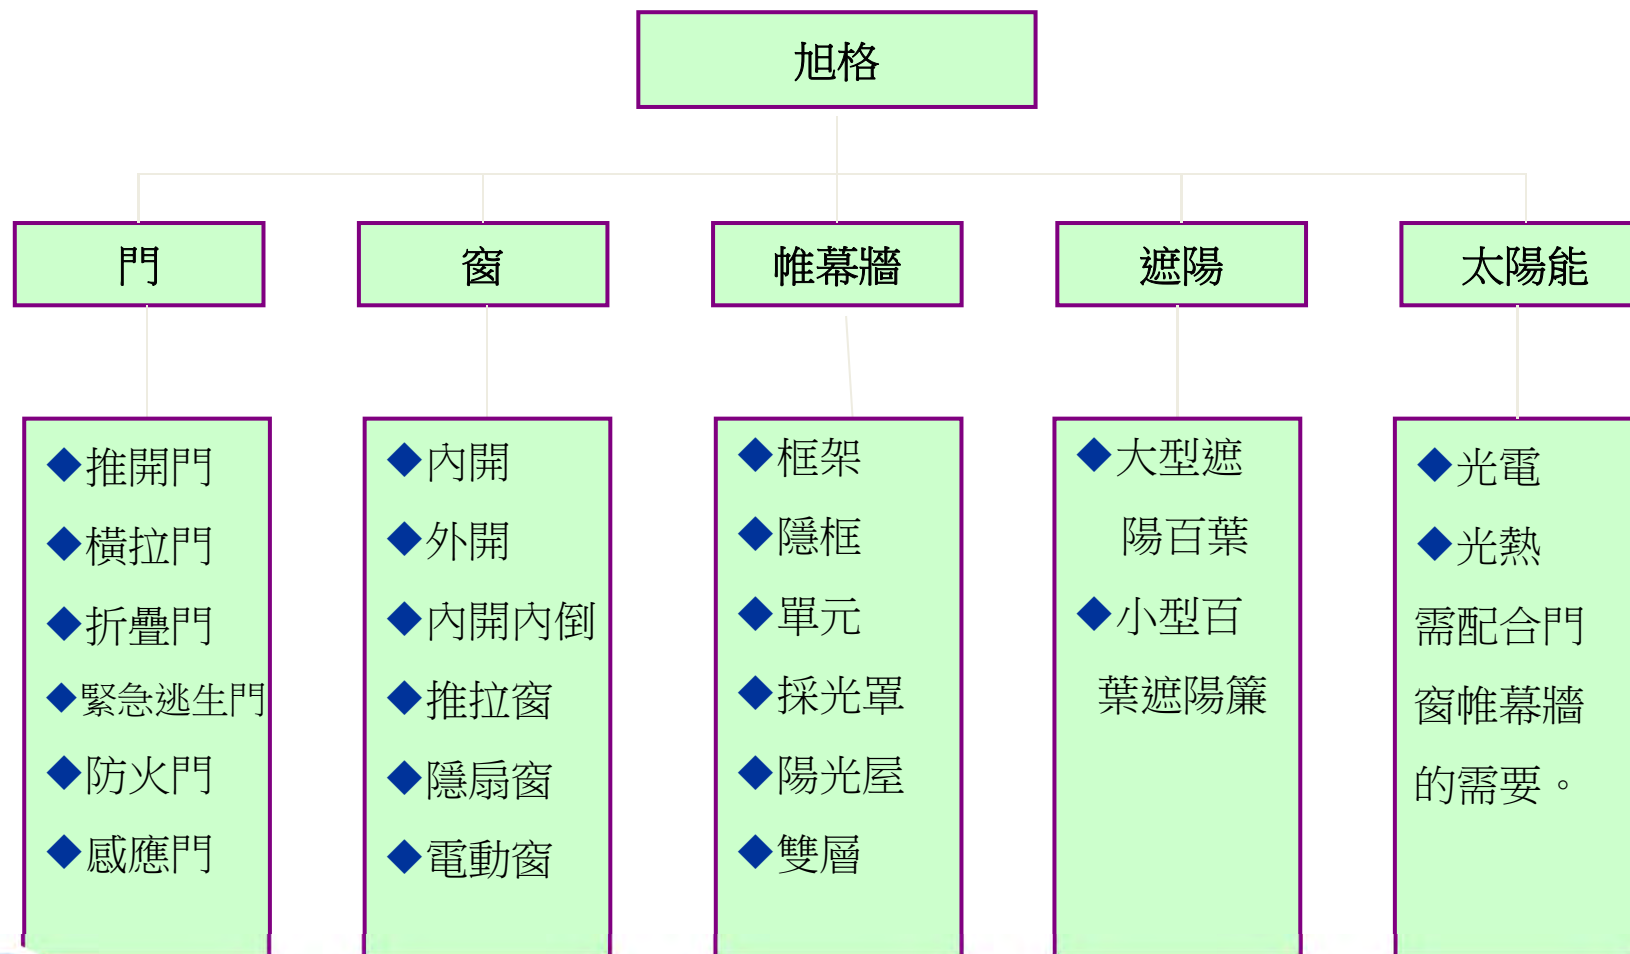 旭格
門
窗
帷幕牆
遮陽
太陽能
◆推開門
◆橫拉門
◆折疊門
◆緊急逃生門
◆防火門
◆感應門
◆內開
◆外開
◆內開內倒
◆推拉窗
◆隱扇窗
◆電動窗
◆框架
◆隱框
◆單元
◆採光罩
◆陽光屋
◆雙層
◆大型遮
陽百葉
◆小型百
葉遮陽簾
◆光電
◆光熱
需配合門
窗帷幕牆
的需要。